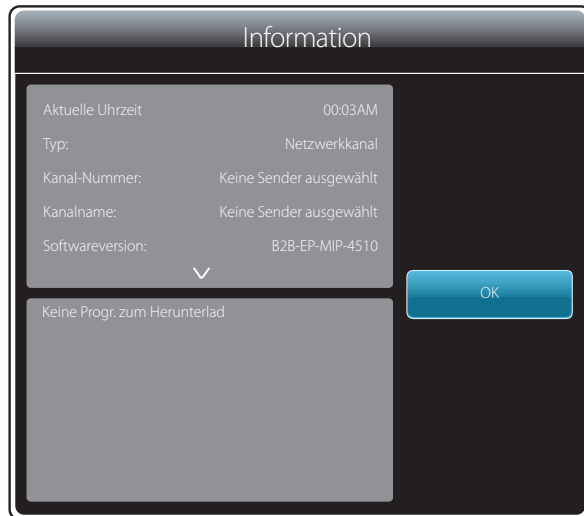 Information
Aktuelle Uhrzeit 00:03AM
Typ: Netzwerkkanal
Kanal-Nummer: Keine Sender ausgewählt
Kanalname: Keine Sender ausgewählt
Softwareversion: B2B-EP-MIP-4510
OK
Keine Progr. zum Herunterlad